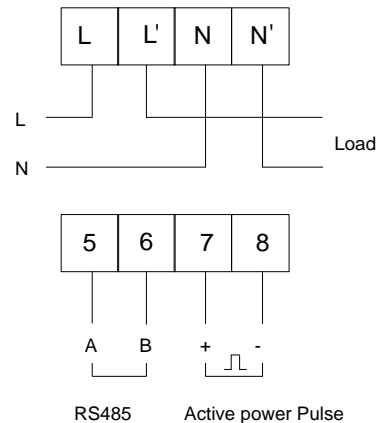 L L' N N'
L
Load
N
5 6 7 8
A B + -
RS485 Active power Pulse